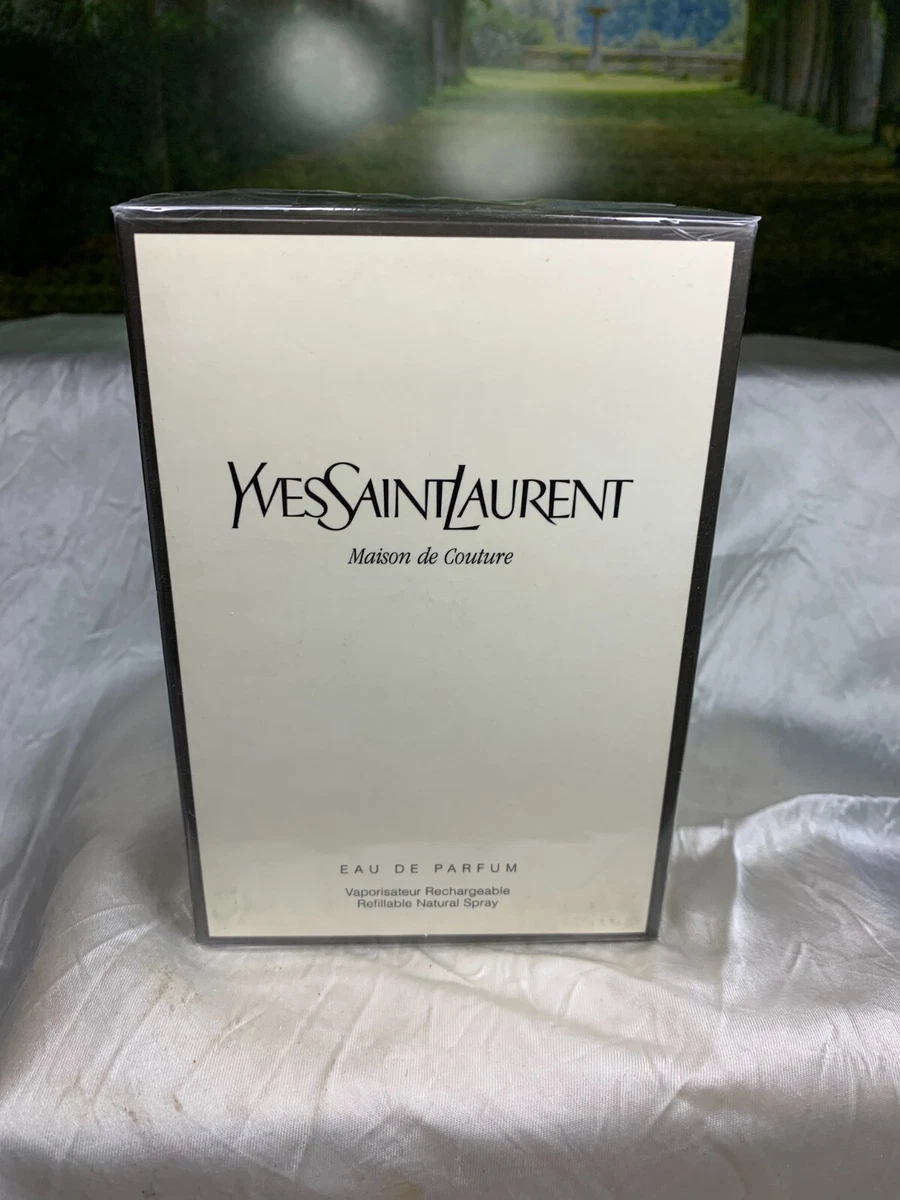 YVESSAINTLAURENT
Maison de Couture
EAU DE PARFUM
Vaporisateur Rechargeable
Refillable Natural Spray